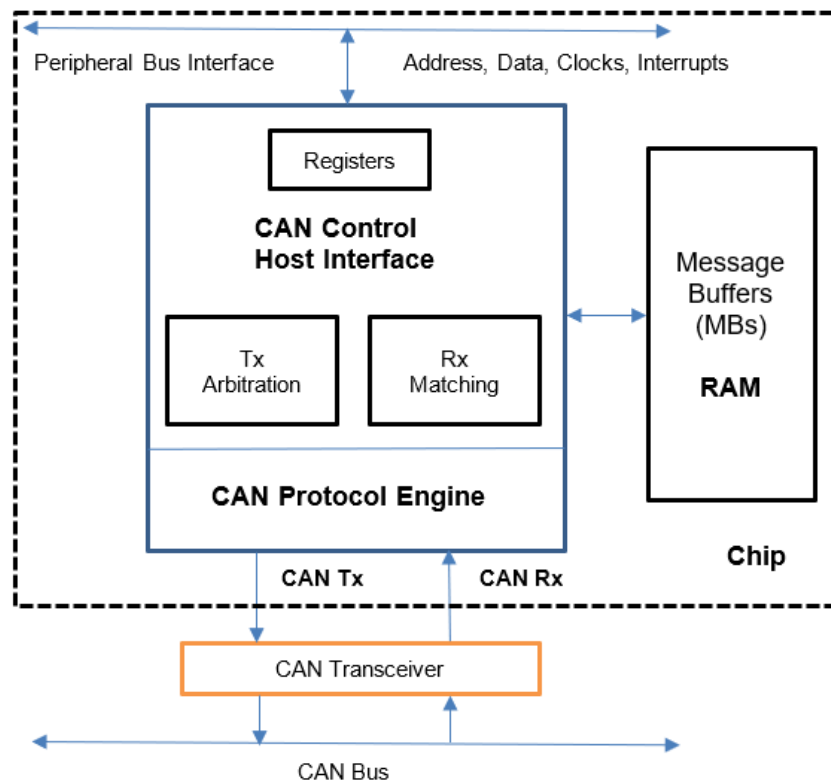 Peripheral Bus Interface
Address, Data, Clocks, Interrupts
Registers
CAN Control
Host Interface
Tx
Arbitration
Rx
Matching
CAN Protocol Engine
Message
Buffers
(MBs)
RAM
Chip
CAN Tx
CAN Rx
CAN Transceiver
CAN Bus